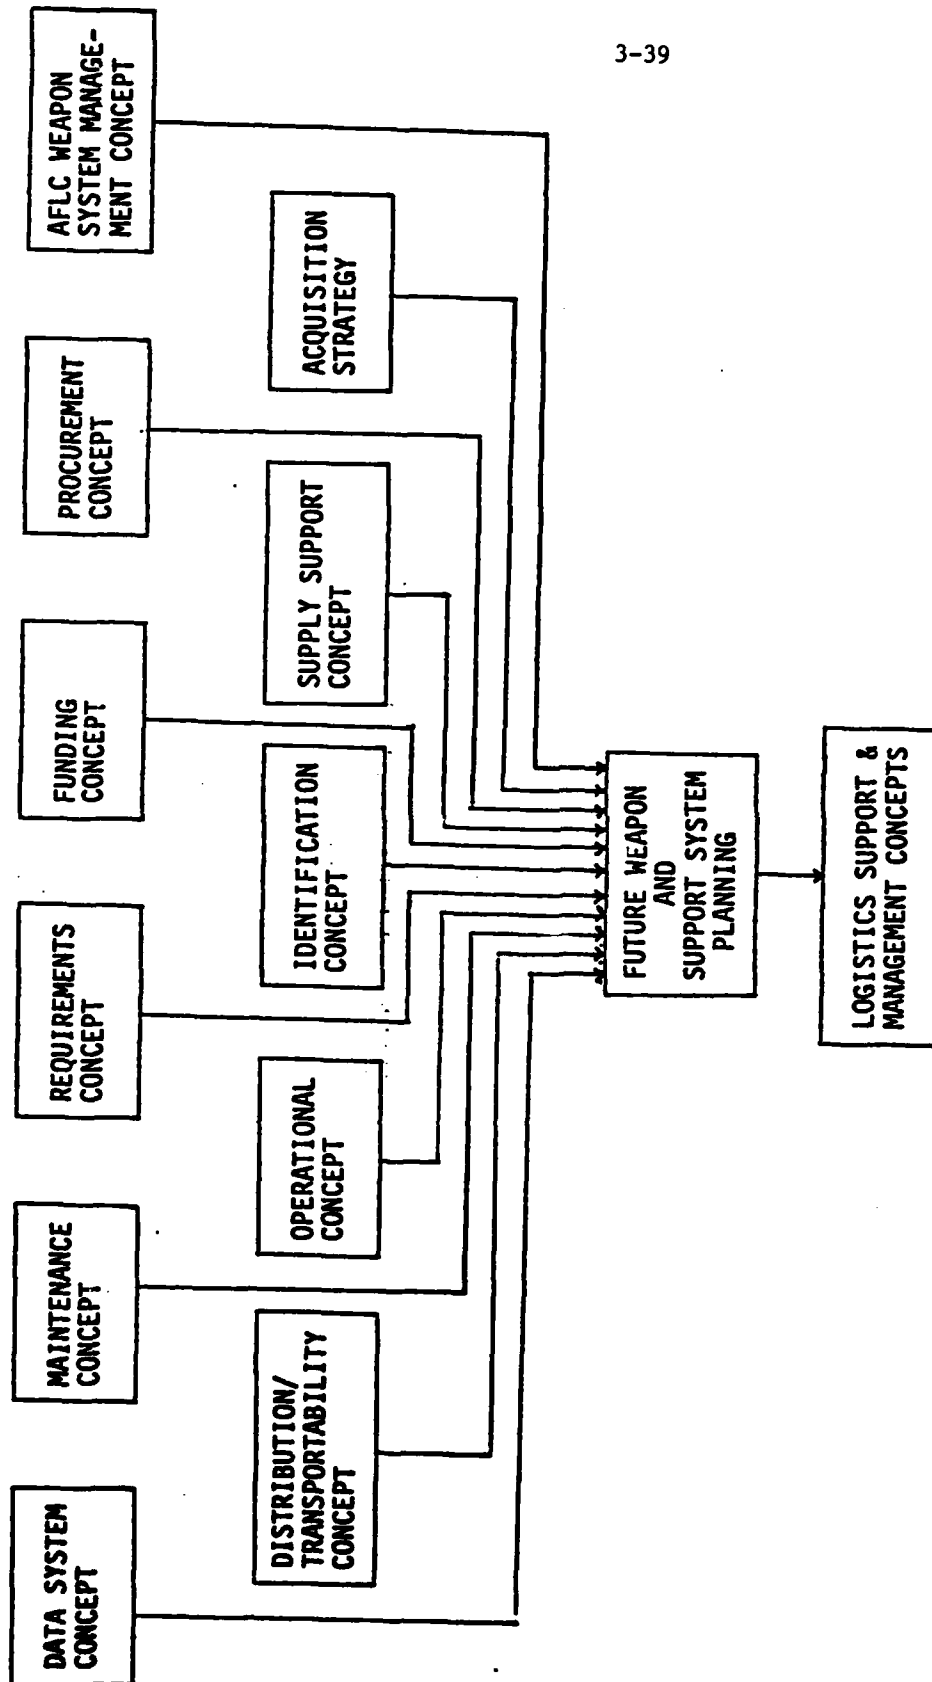 3-39
DATA SYSTEM
CONCEPT
MAINTENANCE
CONCEPT
REQUIREMENTS
CONCEPT
FUNDING
CONCEPT
PROCUREMENT
CONCEPT
AFLC WEAPON
SYSTEM MANAGE-
MENT CONCEPT
DISTRIBUTION/
TRANSPORTABILITY
CONCEPT
OPERATIONAL
CONCEPT
IDENTIFICATION
CONCEPT
SUPPLY SUPPORT
CONCEPT
ACQUISITION
STRATEGY
FUTURE WEAPON
AND
SUPPORT SYSTEM
PLANNING
LOGISTICS SUPPORT &
MANAGEMENT CONCEPTS